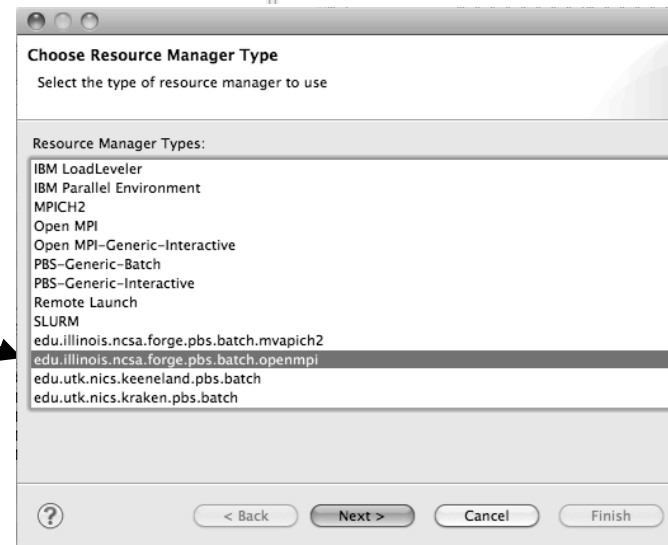 Choose Resource Manager Type
Select the type of resource manager to use
Resource Manager Types:
IBM LoadLeveler
IBM Parallel Environment
MPICH2
Open MPI
Open MPI-Generic-Interactive
PBS-Generic-Batch
PBS-Generic-Interactive
Remote Launch
SLURM
edu.illinois.ncsa.forge.pbs.batch.mvapich2
edu.illinois.ncsa.forge.pbs.batch.openmpi
edu.utk.nics.keeneland.pbs.batch
edu.utk.nics.kraken.pbs.batch
? < Back Next > Cancel Finish